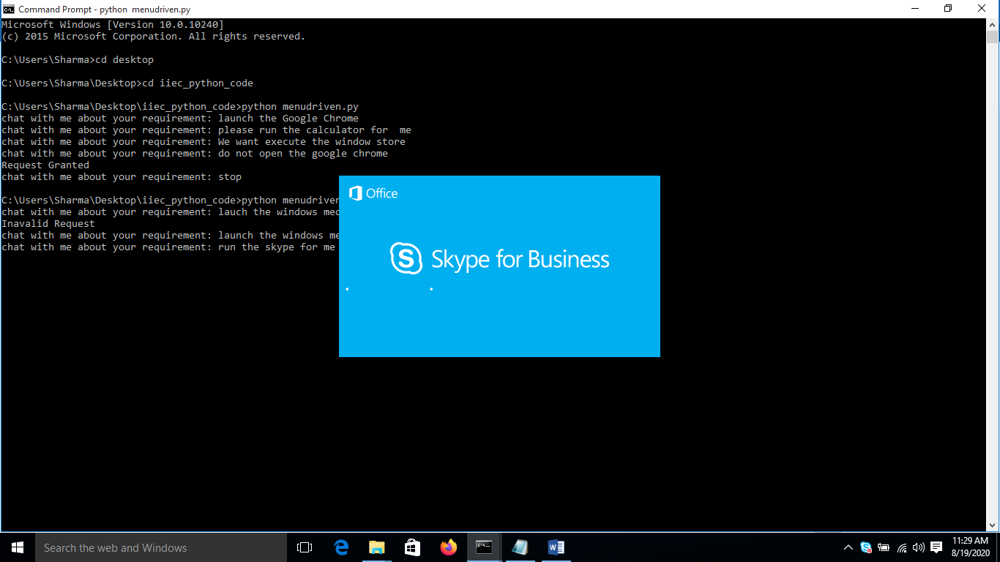 Command Prompt - python  menudriven.py
Microsoft Windows [Version 10.0.10240]
(c) 2015 Microsoft Corporation. All rights reserved.
C:\Users\Sharma>cd desktop
C:\Users\Sharma\Desktop>cd iiec_python_code
C:\Users\Sharma\Desktop\iiec_python_code>python menudriven.py
chat with me about your requirement: launch the Google Chrome
chat with me about your requirement: please run the calculator for  me
chat with me about your requirement: We want execute the window store
chat with me about your requirement: do not open the google chrome
Request Granted
chat with me about your requirement: stop
C:\Users\Sharma\Desktop\iiec_python_code>python menudriven
chat with me about your requirement: lauch the windows med
Inavalid Request
chat with me about your requirement: launch the windows me
chat with me about your requirement: run the skype for me
Office
Skype for Business
Search the web and Windows
11:29 AM
8/19/2020